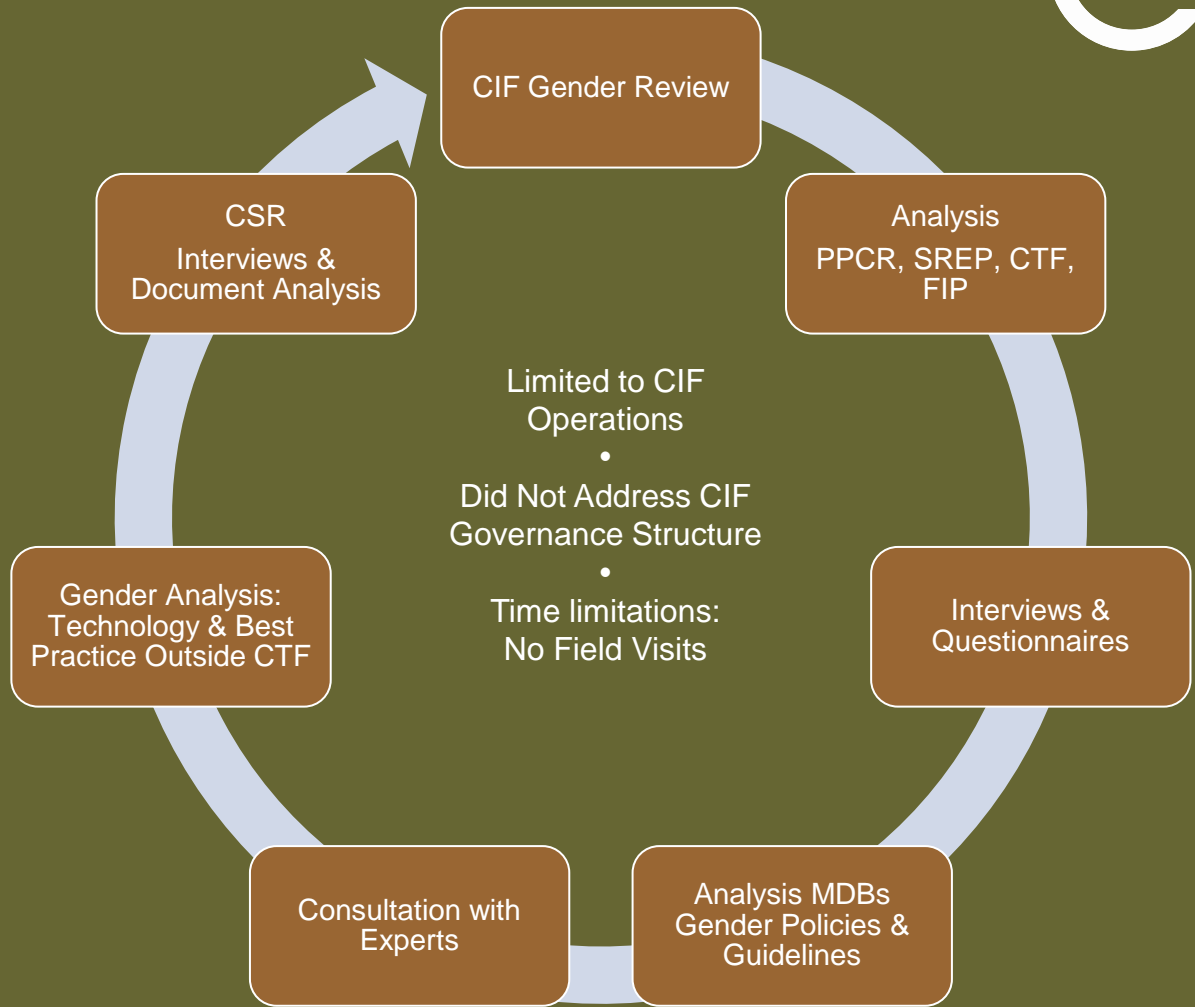 CIF Gender Review
Analysis
PPCR, SREP, CTF,
FIP
Interviews &
Questionnaires
Analysis MDBs
Gender Policies &
Guidelines
Consultation with
Experts
Gender Analysis:
Technology & Best
Practice Outside CTF
CSR
Interviews &
Document Analysis
Limited to CIF
Operations
•
Did Not Address CIF
Governance Structure
•
Time limitations:
No Field Visits